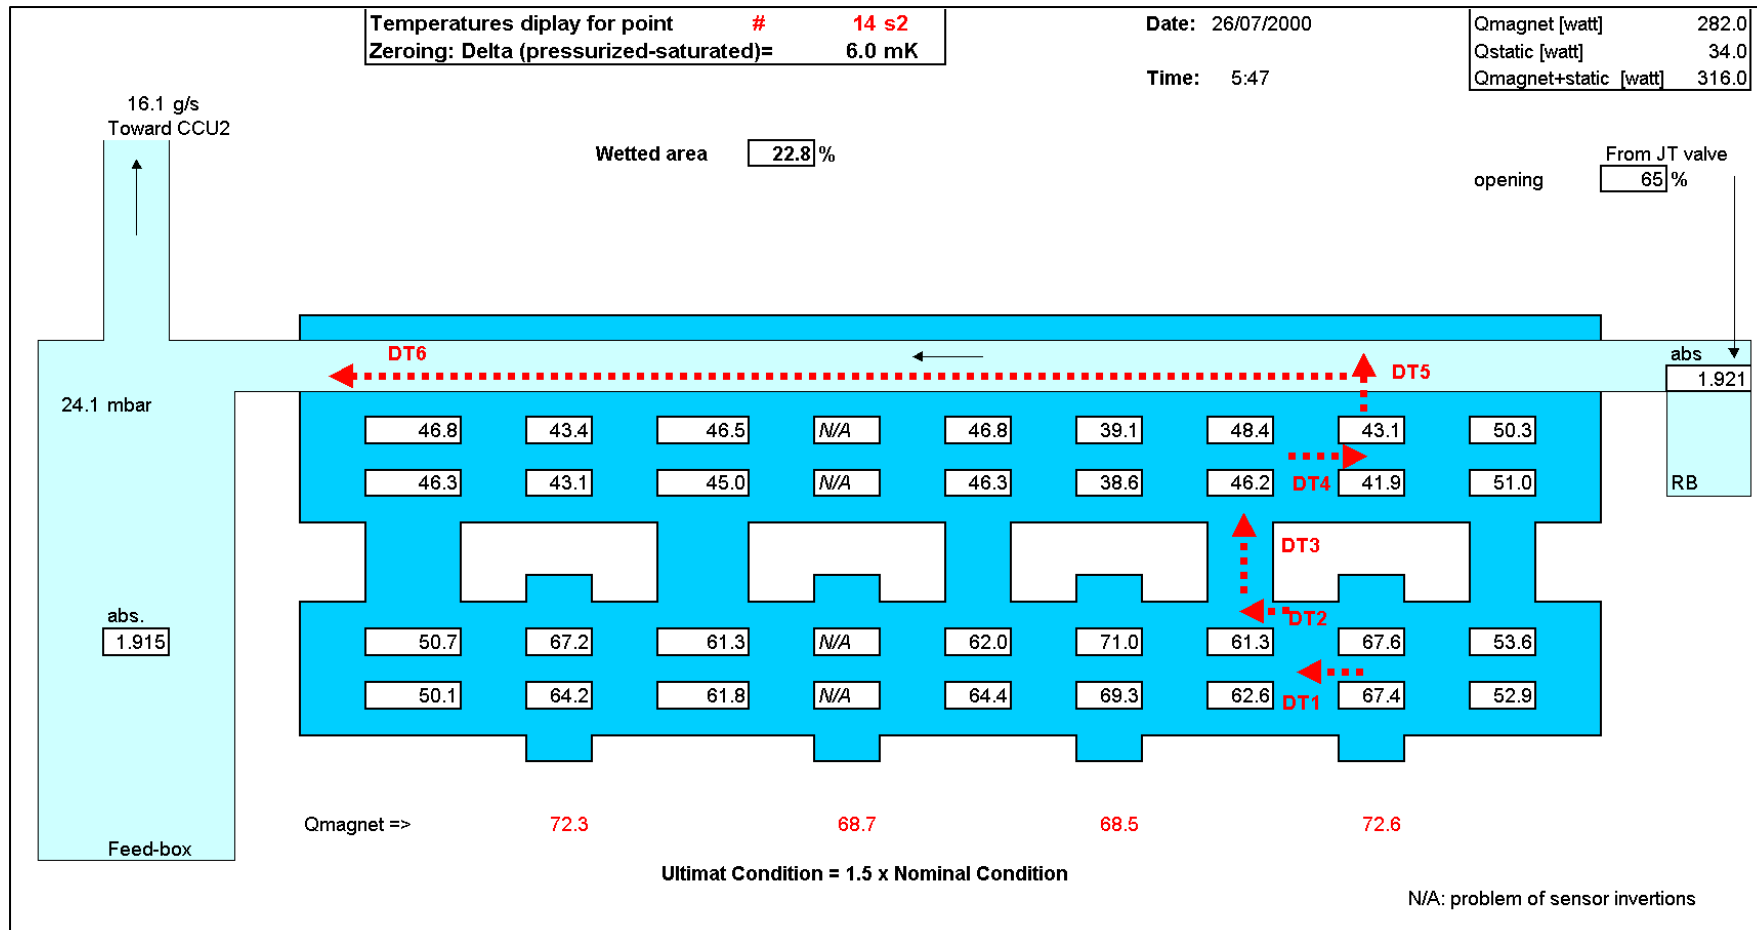 Temperatures diplay for point # 14 s2
Zeroing: Delta (pressurized-saturated)= 6.0 mK
Date: 26/07/2000
Time: 5:47
Qmagnet [watt] 282.0
Qstatic [watt] 34.0
Qmagnet+static [watt] 316.0
16.1 g/s
Toward CCU2
Wetted area 22.8 %
From JT valve
opening 65 %
DT6
DT5
abs
1.921
24.1 mbar
46.8 43.4 46.5 N/A 46.8 39.1 48.4 43.1 50.3
46.3 43.1 45.0 N/A 46.3 38.6 46.2 DT4 41.9 51.0
RB
DT3
abs.
1.915
DT2
50.7 67.2 61.3 N/A 62.0 71.0 61.3 67.6 53.6
50.1 64.2 61.8 N/A 64.4 69.3 62.6 DT1 67.4 52.9
Qmagnet => 72.3 68.7 68.5 72.6
Feed-box
Ultimat Condition = 1.5 x Nominal Condition
N/A: problem of sensor invertions